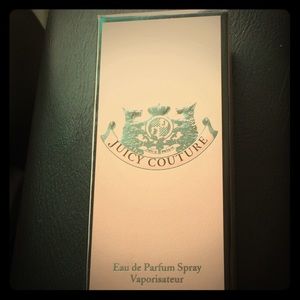 JUICY COUTURE
Eau de Parfum Spray
Vaporisateur